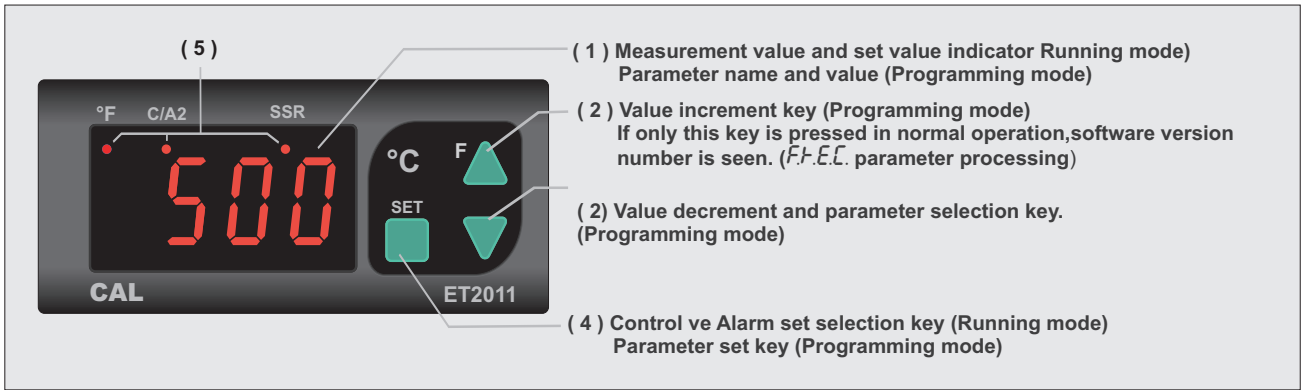 ( 5 )
( 1 ) Measurement value and set value indicator Running mode)
Parameter name and value (Programming mode)
°F C/A2 SSR
( 2 ) Value increment key (Programming mode)
If only this key is pressed in normal operation,software version
number is seen. (F.t.E.C. parameter processing)
500
°C F
SET
( 2) Value decrement and parameter selection key.
(Programming mode)
CAL ET2011
( 4 ) Control ve Alarm set selection key (Running mode)
Parameter set key (Programming mode)